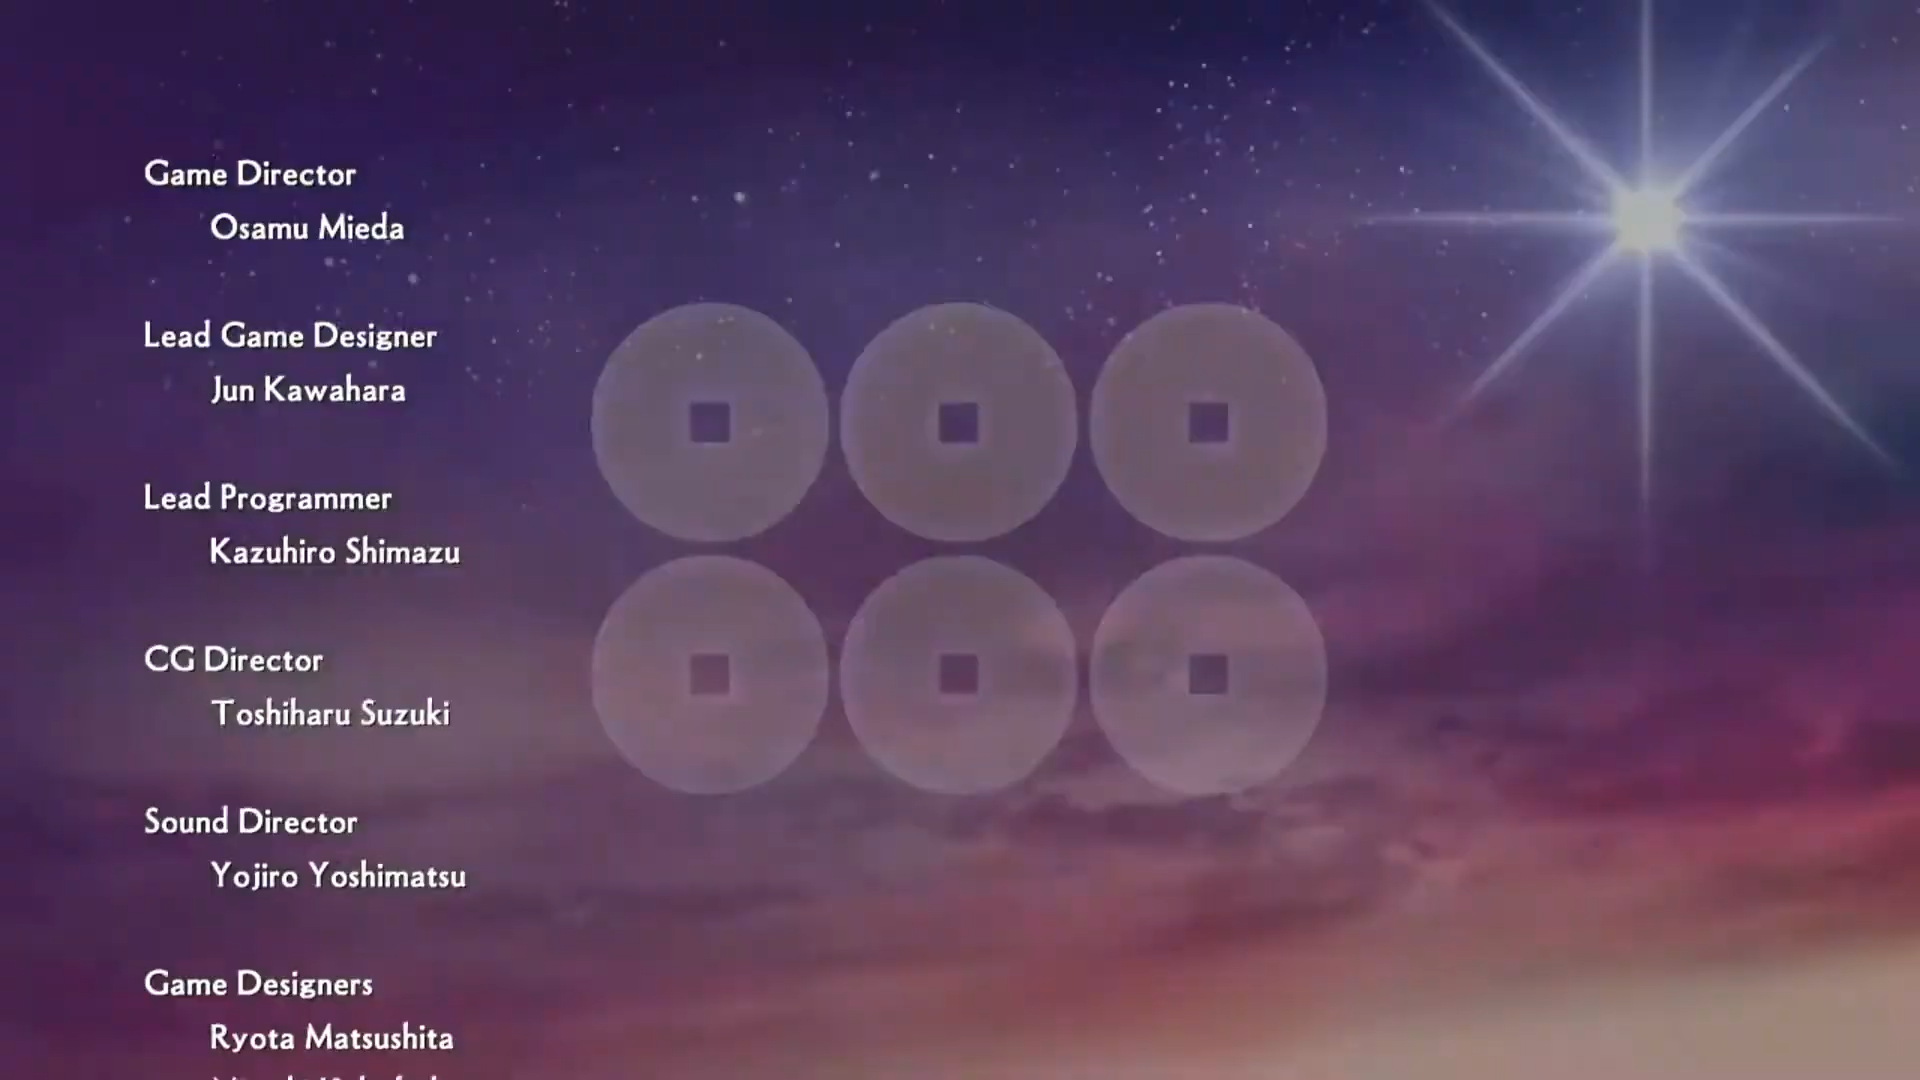 Game Director
Osamu Mieda
Lead Game Designer
Jun Kawahara
Lead Programmer
Kazuhiro Shimazu
CG Director
Toshiharu Suzuki
Sound Director
Yojiro Yoshimatsu
Game Designers
Ryota Matsushita